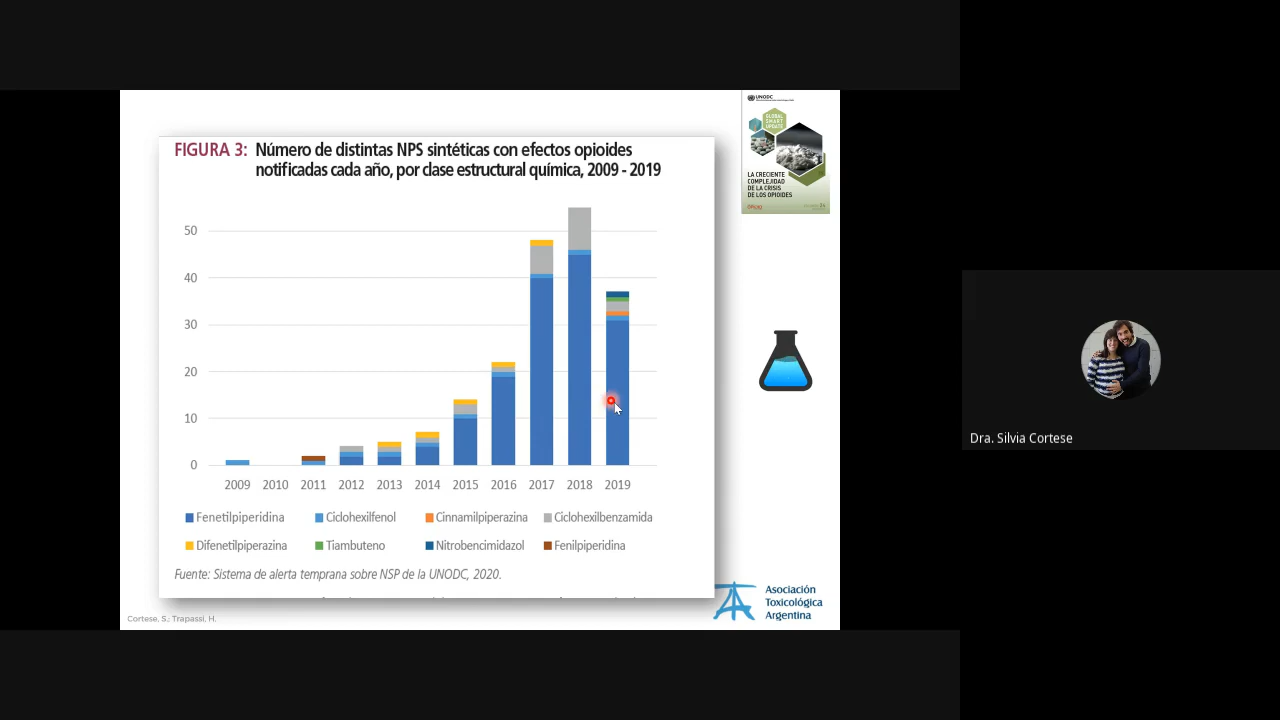 FIGURA 3: Número de distintas NPS sintéticas con efectos opioides
notificadas cada año, por clase estructural química, 2009 - 2019
50
40
30
20
10
0
2009 2010 2011 2012 2013 2014 2015 2016 2017 2018 2019
Fenetilpiperidina Ciclohexilfenol Cinnamilpiperazina Ciclohexilbenzamida
Difenetilpiperazina Tiambuteno Nitrobencimidazol Fenilpiperidina
Fuente: Sistema de alerta temprana sobre NSP de la UNODC, 2020.
Cortese, S.; Trapassi, H.
UNODC
GLOBAL
SMART
UPDATE
LA CRECIENTE
COMPLEJIDAD
DE LA CRISIS
DE LOS OPIOIDES
Asociación
Toxicológica
Argentina
Dra. Silvia Cortese